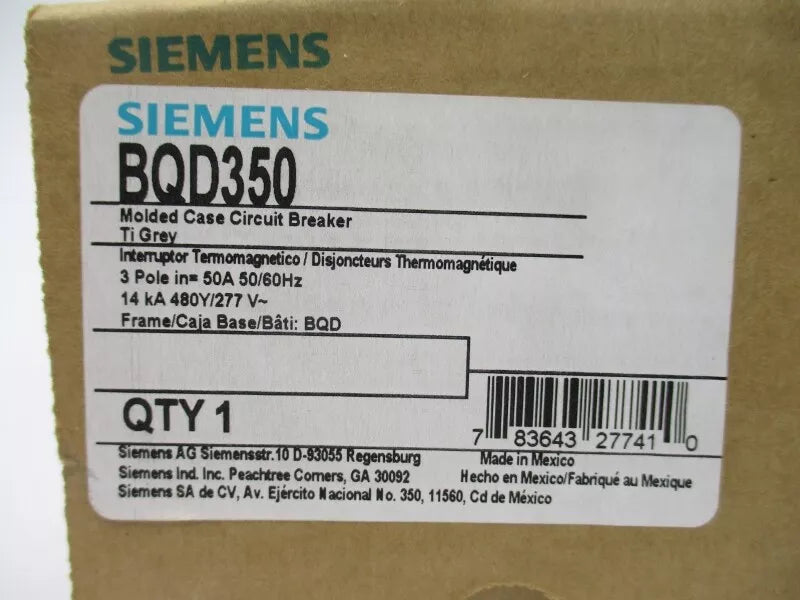 SIEMENS
SIEMENS
BQD350
Molded Case Circuit Breaker
Ti Grey
Interruptor Termomagnetico / Disjoncteurs Thermomagnétique
3 Pole in= 50A 50/60Hz
14 kA 480Y/277 V~
Frame/Caja Base/Bâti: BQD
QTY 1
7 83643 27741 0
Siemens AG Siemensstr.10 D-93055 Regensburg
Made in Mexico
Siemens Ind. Inc. Peachtree Corners, GA 30092
Hecho en Mexico/Fabriqué au Mexique
Siemens SA de CV, Av. Ejército Nacional No. 350, 11560, Cd de México